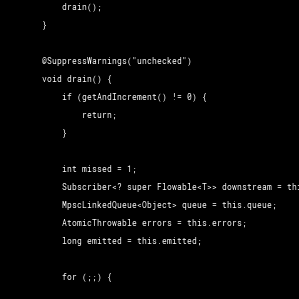 drain();
}
@SuppressWarnings("unchecked")
void drain() {
if (getAndIncrement() != 0) {
return;
}
int missed = 1;
Subscriber<? super Flowable<T>> downstream = thi
MpscLinkedQueue<Object> queue = this.queue;
AtomicThrowable errors = this.errors;
long emitted = this.emitted;
for (;;) {